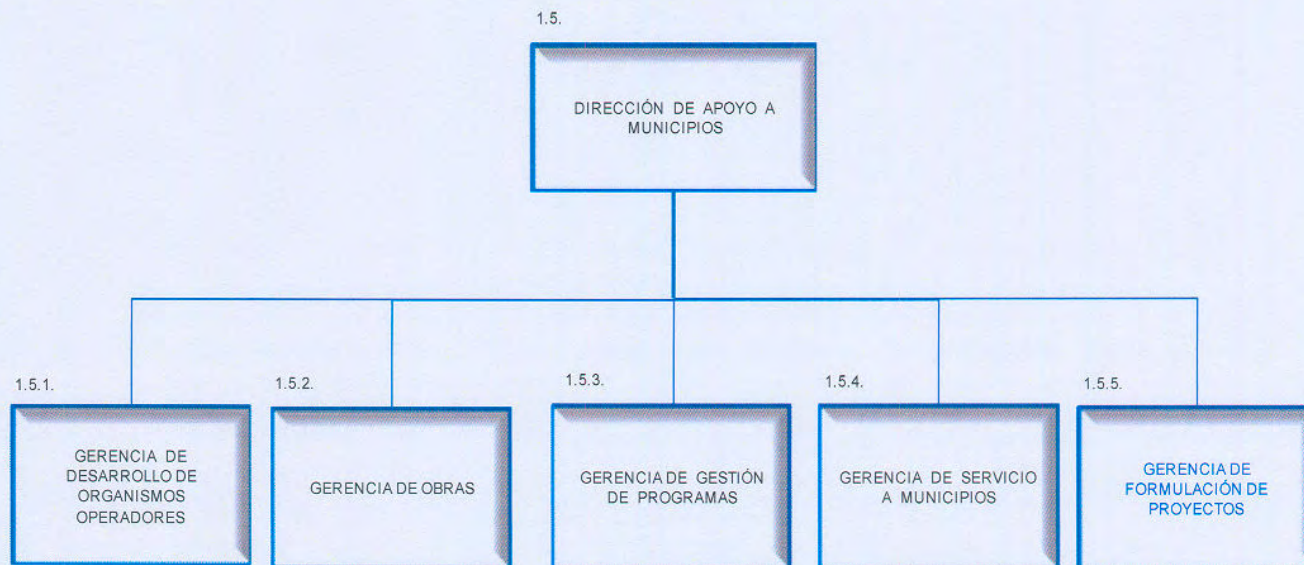 1.5.
DIRECCIÓN DE APOYO A
MUNICIPIOS
1.5.1.
GERENCIA DE
DESARROLLO DE
ORGANISMOS
OPERADORES
1.5.2.
GERENCIA DE OBRAS
1.5.3.
GERENCIA DE GESTIÓN
DE PROGRAMAS
1.5.4.
GERENCIA DE SERVICIO
A MUNICIPIOS
1.5.5.
GERENCIA DE
FORMULACIÓN DE
PROYECTOS